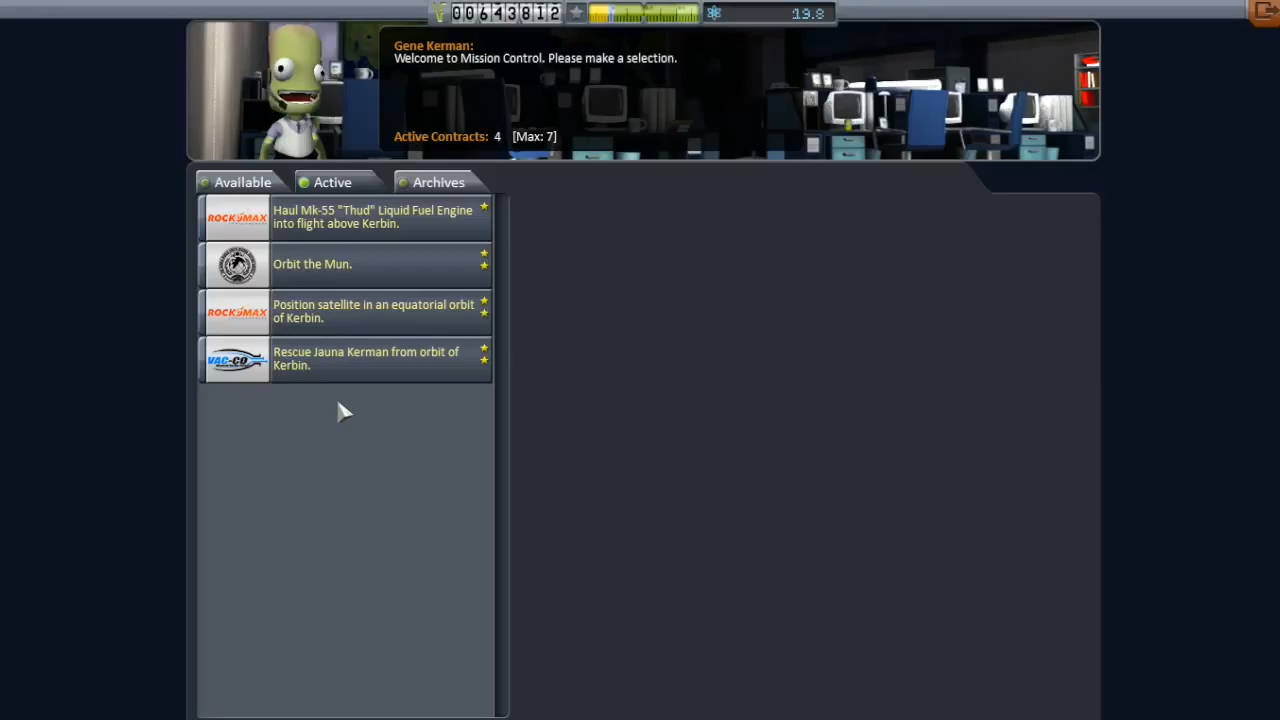 00643812
19.8
Gene Kerman:
Welcome to Mission Control. Please make a selection.
Active Contracts: 4 [Max: 7]
Available Active Archives
ROCKOMAX
Haul Mk-55 "Thud" Liquid Fuel Engine
into flight above Kerbin.
Orbit the Mun.
ROCKOMAX
Position satellite in an equatorial orbit
of Kerbin.
VAC-CO
Rescue Jauna Kerman from orbit of
Kerbin.